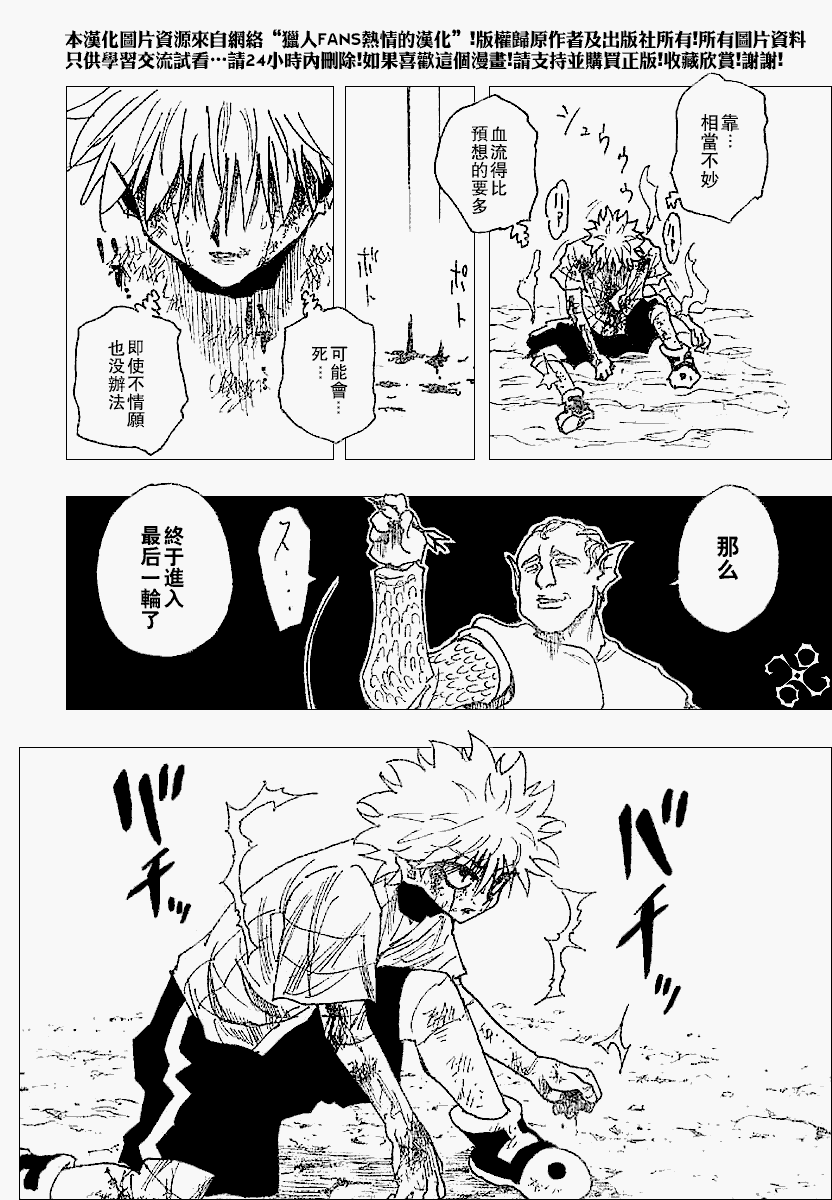 本漢化圖片資源來自網絡“獵人FANS熱情的漢化”!版權歸原作者及出版社所有!所有圖片資料
只供學習交流試看…請24小時內刪除!如果喜歡這個漫畫!請支持並購買正版!收藏欣賞!謝謝!
靠…
相當不妙
シュゥゥゥ
血流得比
預想的要多
ポト
ポト
可能會…
死…
即使不情願
也没辦法
那么
ス…
終于進入
最后一輪了
バチッ
バチッ